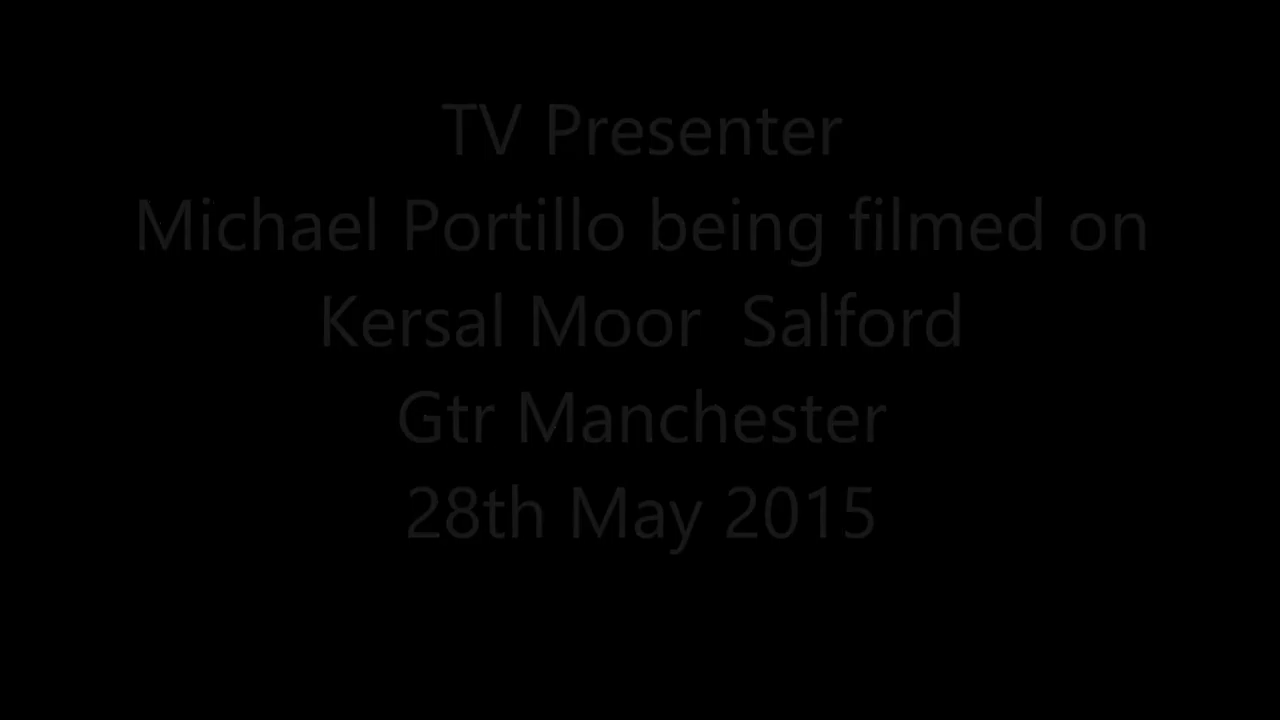 TV Presenter
Michael Portillo being filmed on
Kersal Moor  Salford
Gtr Manchester
28th May 2015